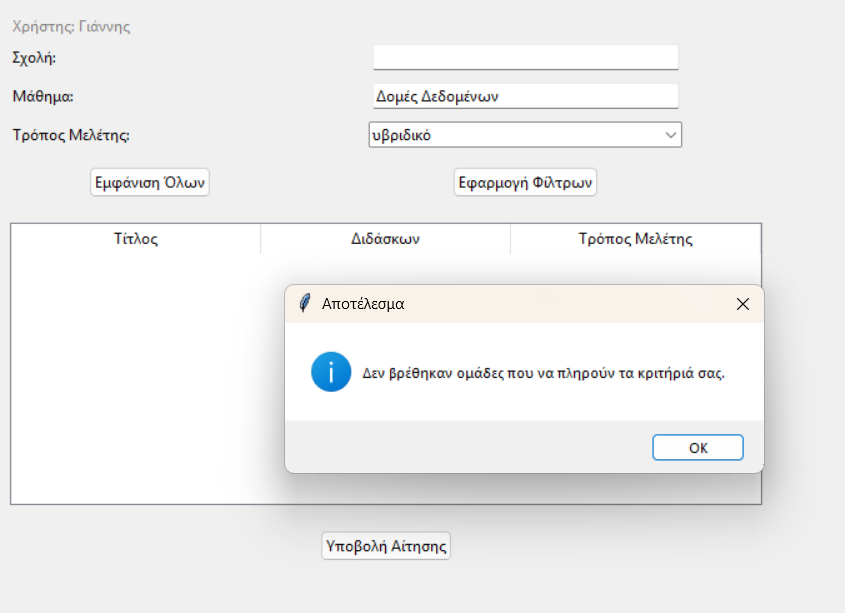 Χρήστης: Γιάννης
Σχολή:
Μάθημα: Δομές Δεδομένων
Τρόπος Μελέτης: υβριδικό
Εμφάνιση Όλων Εφαρμογή Φίλτρων
Τίτλος Διδάσκων Τρόπος Μελέτης
Αποτέλεσμα
Δεν βρέθηκαν ομάδες που να πληρούν τα κριτήριά σας.
OK
Υποβολή Αίτησης